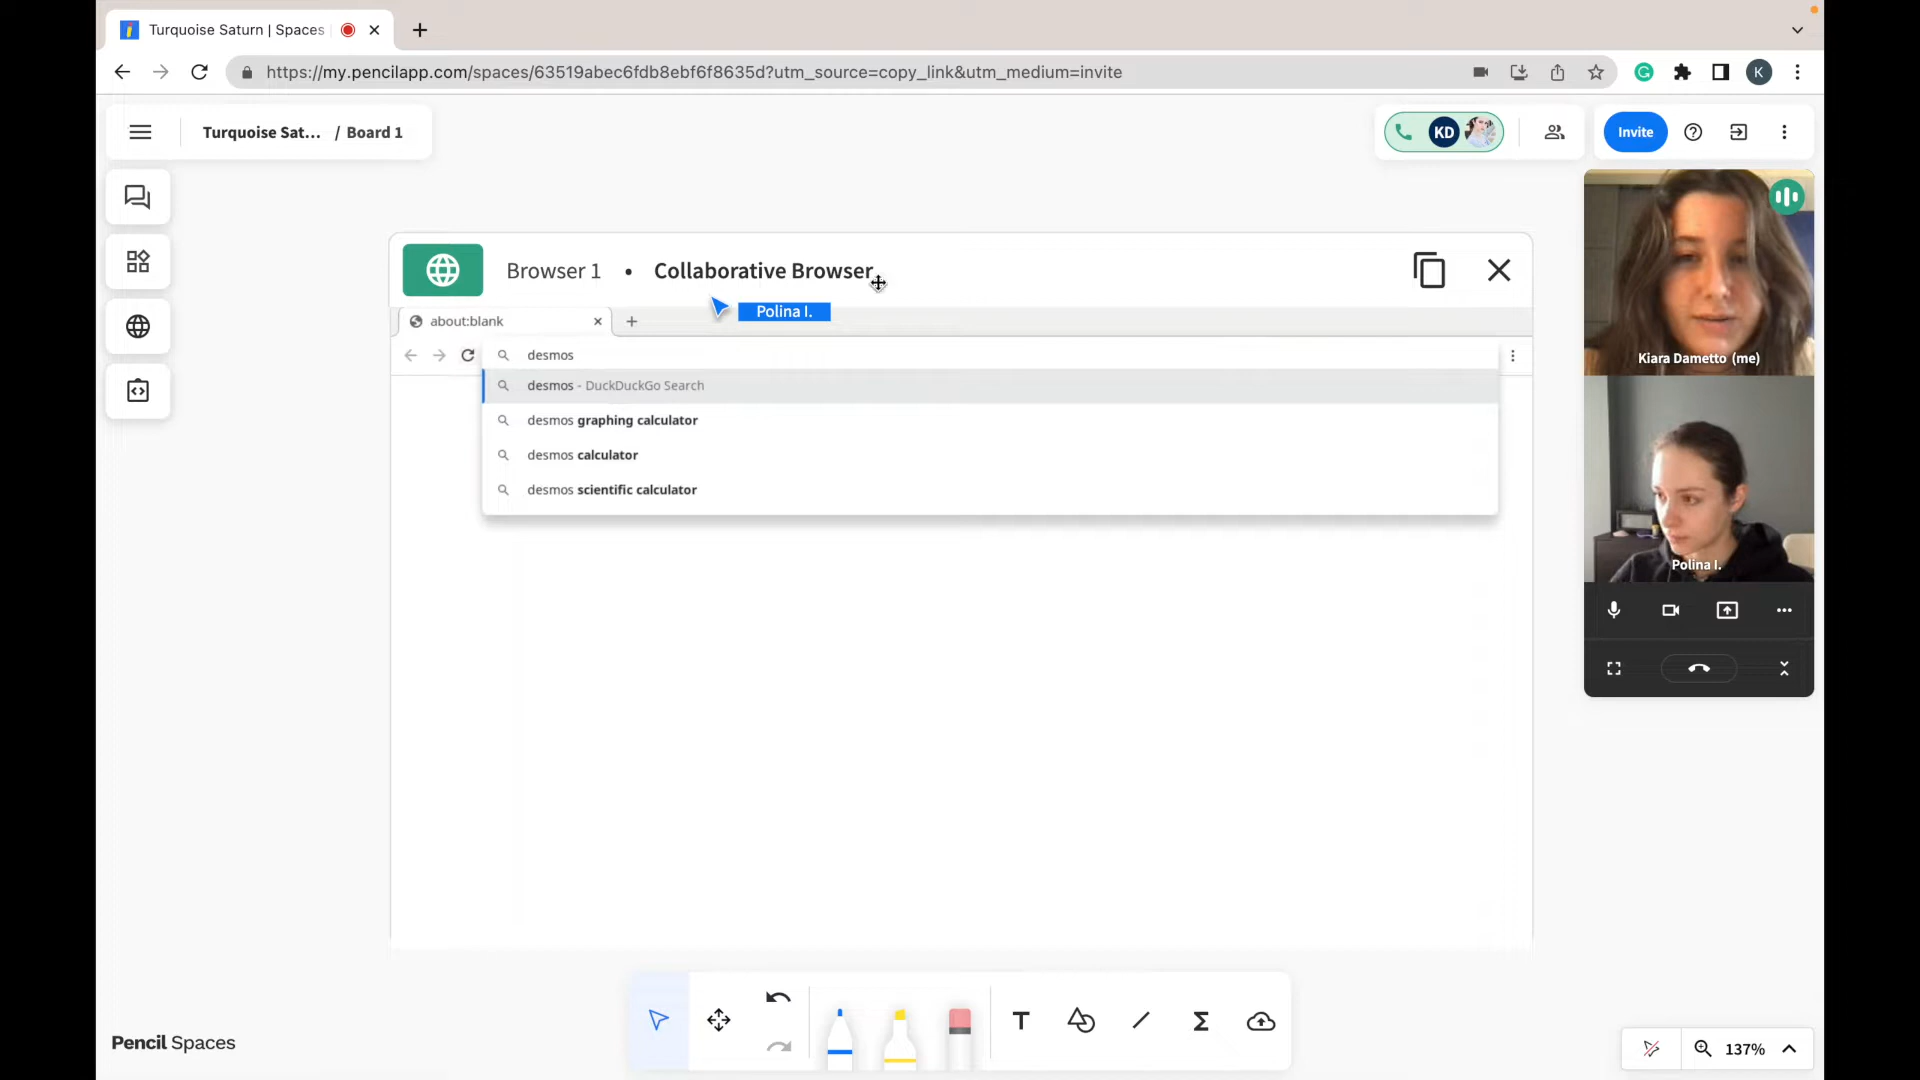 Turquoise Saturn | Spaces
https://my.pencilapp.com/spaces/63519abec6fdb8ebf6f8635d?utm_source=copy_link&utm_medium=invite
K
Turquoise Sat... / Board 1
KD
Invite
Browser 1 • Collaborative Browser
Polina I.
about:blank
desmos
desmos - DuckDuckGo Search
desmos graphing calculator
desmos calculator
desmos scientific calculator
Kiara Dametto (me)
Polina I.
T
Σ
Pencil Spaces
137%